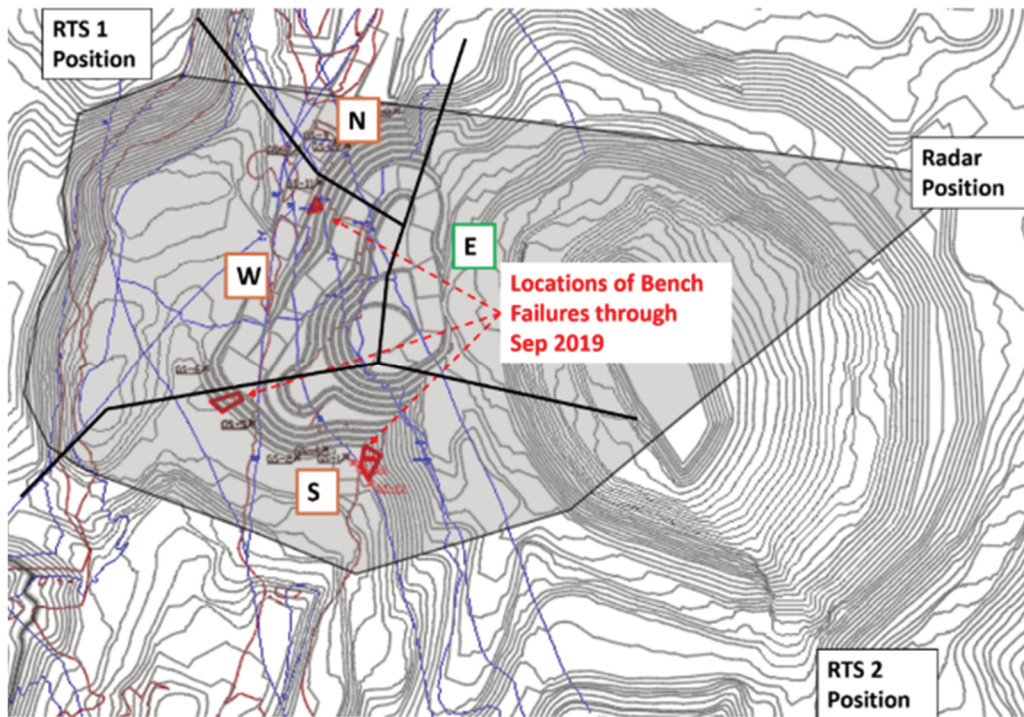 RTS 1
Position
N
Radar
Position
E
W
Locations of Bench
Failures through
Sep 2019
S
RTS 2
Position